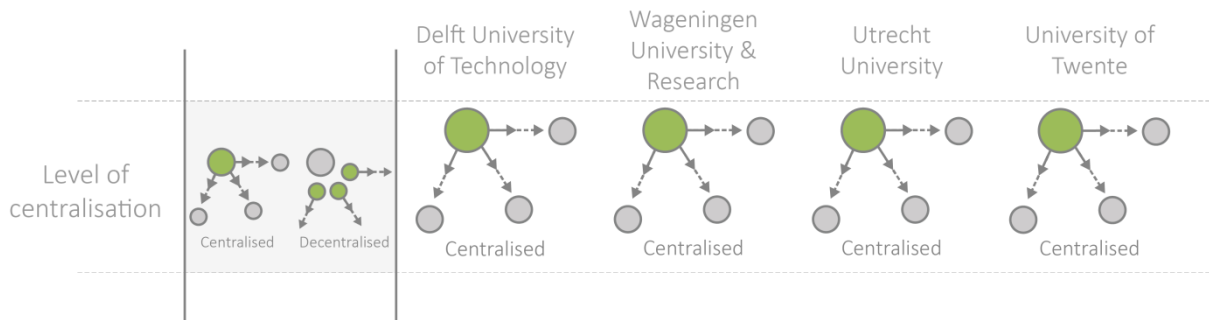 Delft University
of Technology
Wageningen
University &
Research
Utrecht
University
University of
Twente
Level of
centralisation
Centralised
Decentralised
Centralised
Centralised
Centralised
Centralised